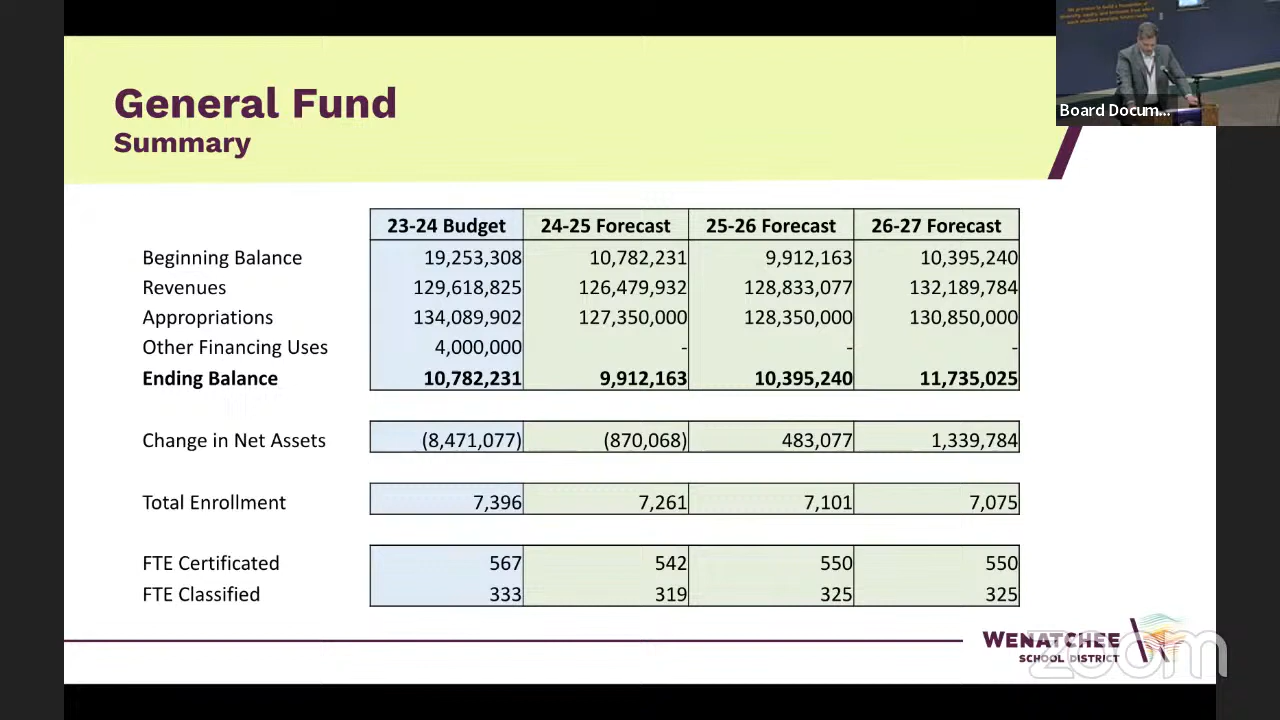 General Fund
Summary
Board Docum...
23-24 Budget 24-25 Forecast 25-26 Forecast 26-27 Forecast
Beginning Balance 19,253,308 10,782,231 9,912,163 10,395,240
Revenues 129,618,825 126,479,932 128,833,077 132,189,784
Appropriations 134,089,902 127,350,000 128,350,000 130,850,000
Other Financing Uses 4,000,000 - - -
Ending Balance 10,782,231 9,912,163 10,395,240 11,735,025
Change in Net Assets (8,471,077) (870,068) 483,077 1,339,784
Total Enrollment 7,396 7,261 7,101 7,075
FTE Certificated 567 542 550 550
FTE Classified 333 319 325 325
WENATCHEE
SCHOOL DISTRICT
zoom